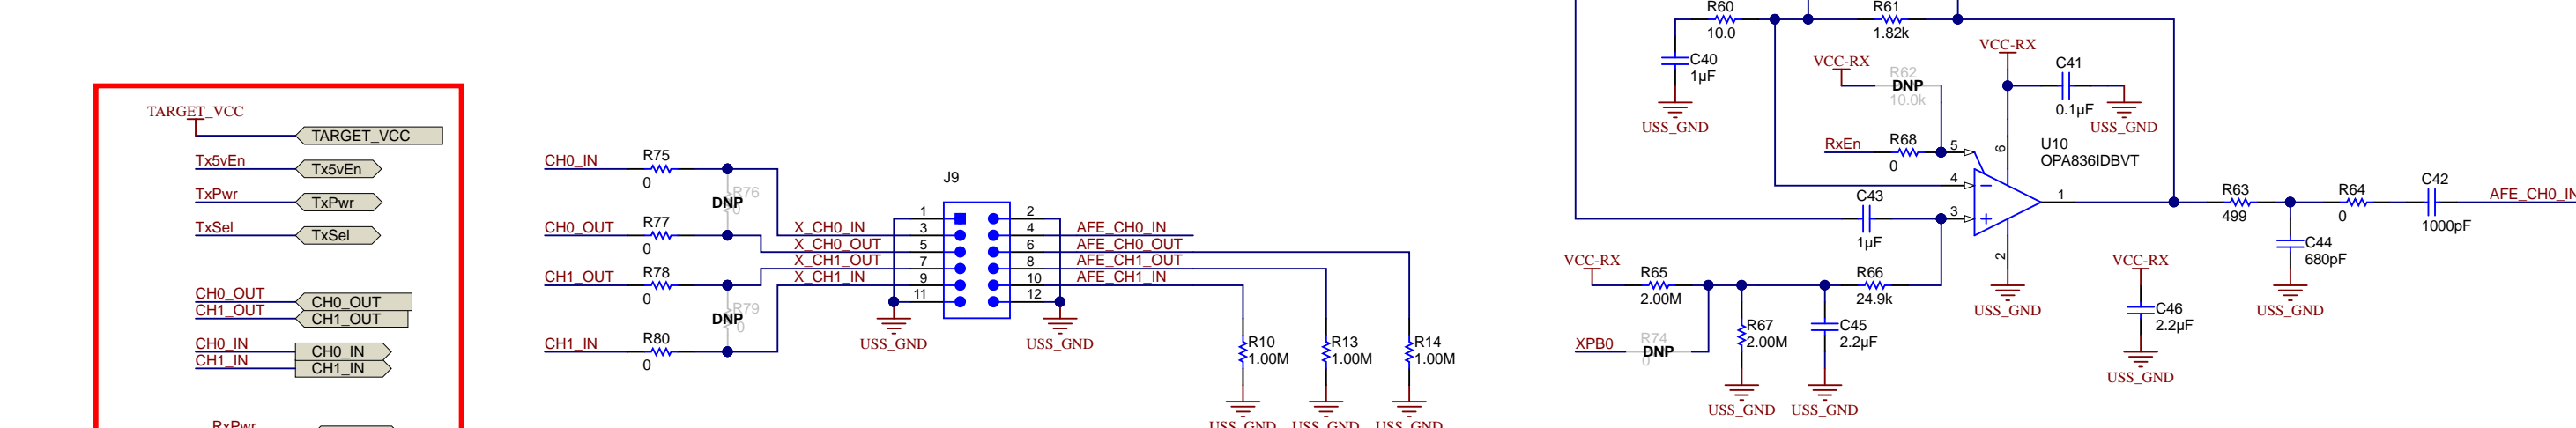 TARGET_VCC
TARGET_VCC
Tx5vEn
Tx5vEn
TxPwr
TxPwr
TxSel
TxSel
CH0_OUT
CH0_OUT
CH1_OUT
CH1_OUT
CH0_IN
CH0_IN
CH1_IN
CH1_IN
RxPwr
CH0_IN
R75
0
R76
DNP
0
CH0_OUT
R77
0
CH1_OUT
R78
0
R79
DNP
0
CH1_IN
R80
0
J9
1 2
X_CH0_IN 3 4 AFE_CH0_IN
X_CH0_OUT 5 6 AFE_CH0_OUT
X_CH1_OUT 7 8 AFE_CH1_OUT
X_CH1_IN 9 10 AFE_CH1_IN
11 12
USS_GND
USS_GND
R10
1.00M
R13
1.00M
R14
1.00M
USS_GND USS_GND USS_GND
R60
10.0
R61
1.82k
C40
1µF
USS_GND
VCC-RX
R62
DNP
10.0k
VCC-RX
C41
0.1µF
USS_GND
RxEn
R68
0
5
6
U10
OPA836IDBVT
4
3
1
2
C43
1µF
USS_GND
VCC-RX
R65
2.00M
R66
24.9k
XPB0
R74
DNP
0
R67
2.00M
C45
2.2µF
USS_GND USS_GND
R63
499
R64
0
C42
1000pF
AFE_CH0_IN
C44
680pF
USS_GND
VCC-RX
C46
2.2µF
USS_GND